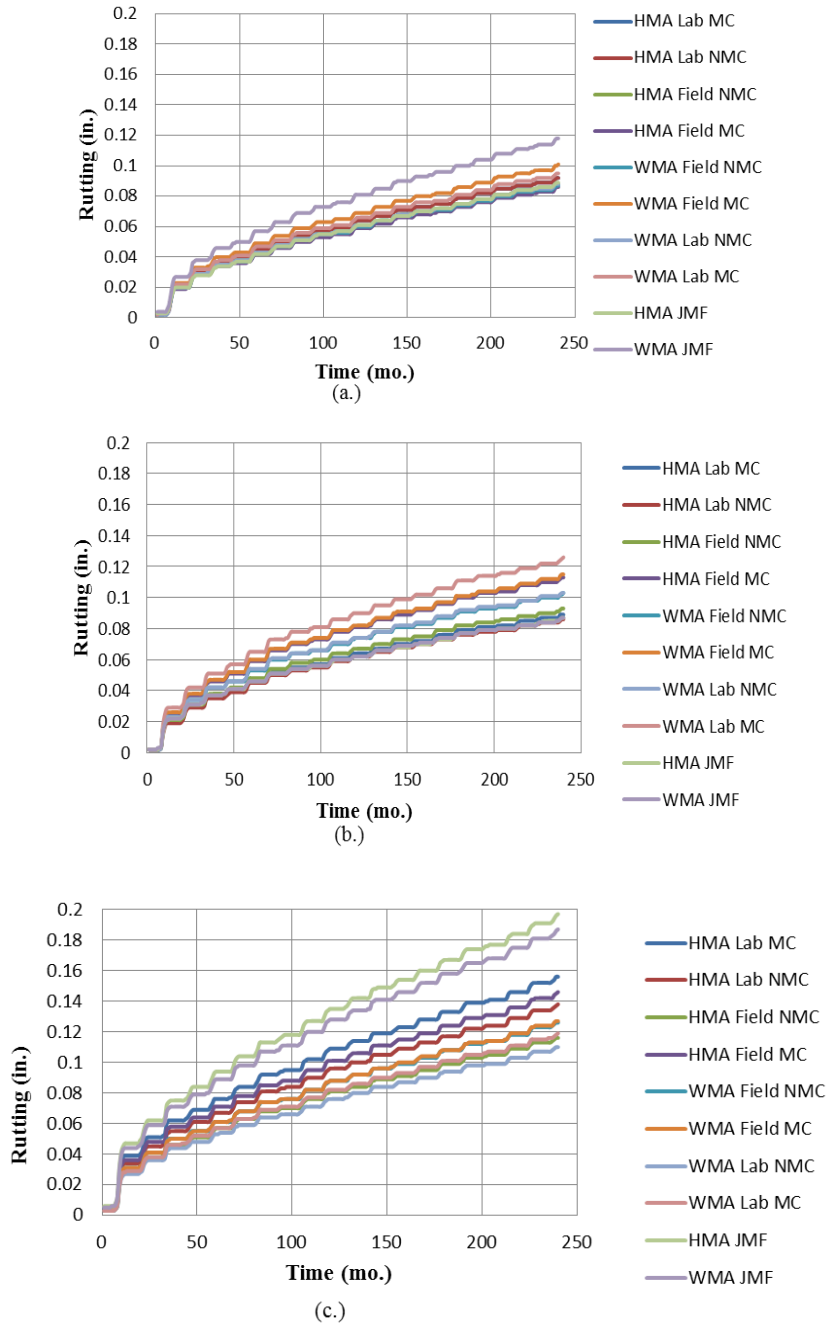 0.2
0.18
0.16
0.14
0.12
0.1
0.08
0.06
0.04
0.02
0
Rutting (in.)
0 50 100 150 200 250
Time (mo.)
HMA Lab MC
HMA Lab NMC
HMA Field NMC
HMA Field MC
WMA Field NMC
WMA Field MC
WMA Lab NMC
WMA Lab MC
HMA JMF
WMA JMF
(a.)
0.2
0.18
0.16
0.14
0.12
0.1
0.08
0.06
0.04
0.02
0
Rutting (in.)
0 50 100 150 200 250
Time (mo.)
HMA Lab MC
HMA Lab NMC
HMA Field NMC
HMA Field MC
WMA Field NMC
WMA Field MC
WMA Lab NMC
WMA Lab MC
HMA JMF
WMA JMF
(b.)
0.2
0.18
0.16
0.14
0.12
0.1
0.08
0.06
0.04
0.02
0
Rutting (in.)
0 50 100 150 200 250
Time (mo.)
HMA Lab MC
HMA Lab NMC
HMA Field NMC
HMA Field MC
WMA Field NMC
WMA Field MC
WMA Lab NMC
WMA Lab MC
HMA JMF
WMA JMF
(c.)